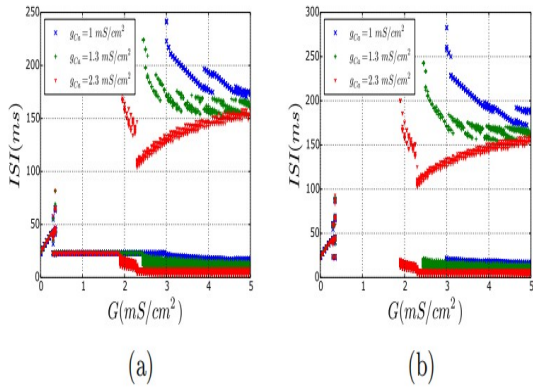 250
200
150
100
50
0
ISI(ms)
g_Ca=1 mS/cm²
g_Ca=1.3 mS/cm²
g_Ca=2.3 mS/cm²
0 1 2 3 4 5
G(mS/cm²)
(a)
300
250
200
150
100
50
0
ISI(ms)
g_Ca=1 mS/cm²
g_Ca=1.3 mS/cm²
g_Ca=2.3 mS/cm²
0 1 2 3 4 5
G(mS/cm²)
(b)